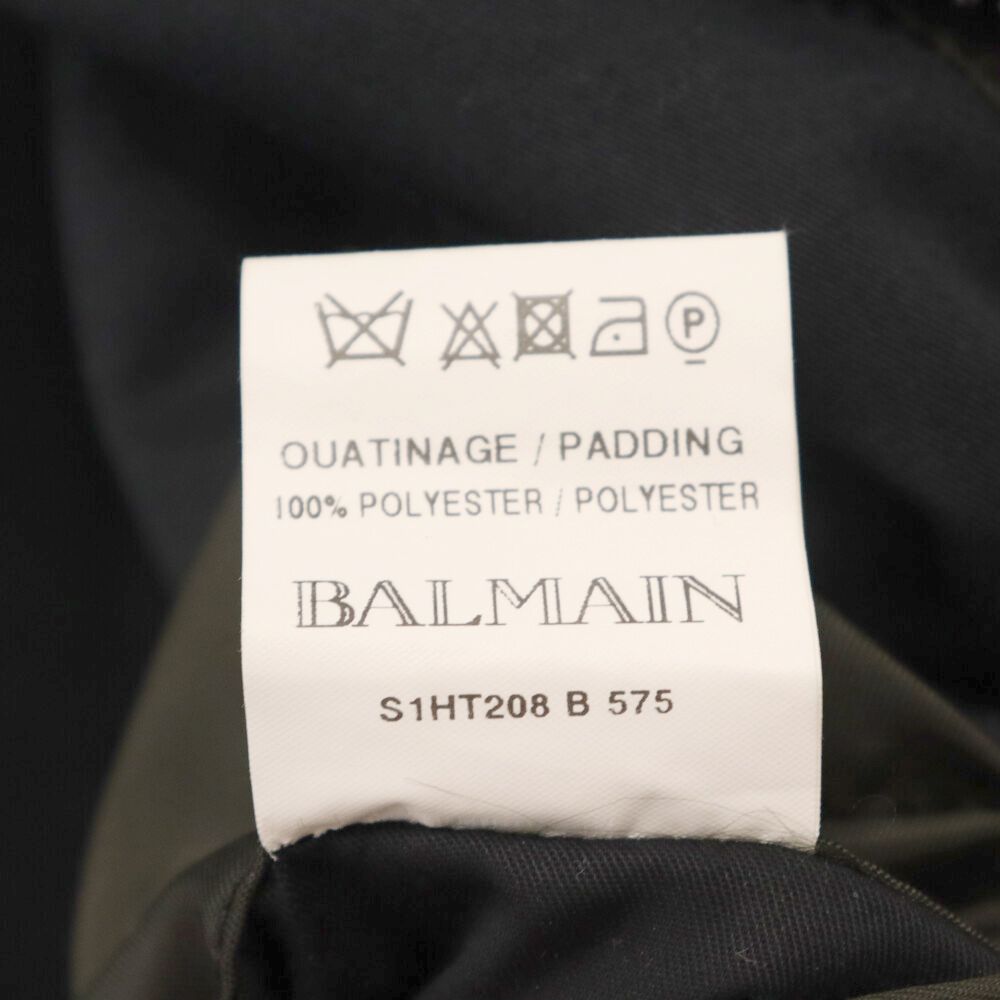 P
OUATINAGE / PADDING
100% POLYESTER / POLYESTER
BALMAIN
S1HT208 B 575